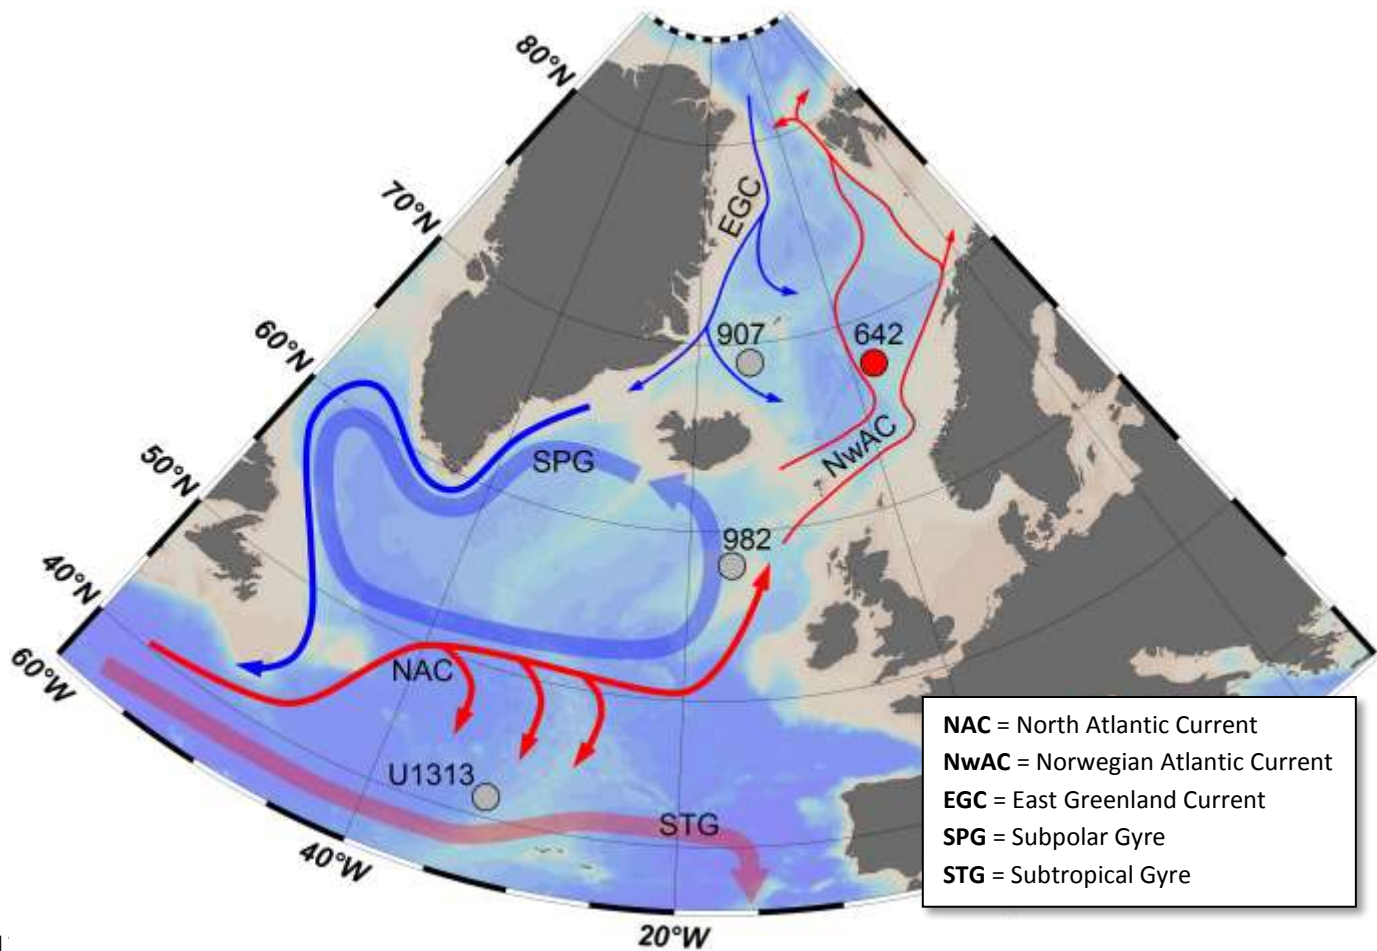 80°N
70°N
EGC
60°N
907
642
50°N
SPG
NwAC
982
40°N
60°W
NAC
U1313
STG
40°W
20°W
NAC = North Atlantic Current
NwAC = Norwegian Atlantic Current
EGC = East Greenland Current
SPG = Subpolar Gyre
STG = Subtropical Gyre